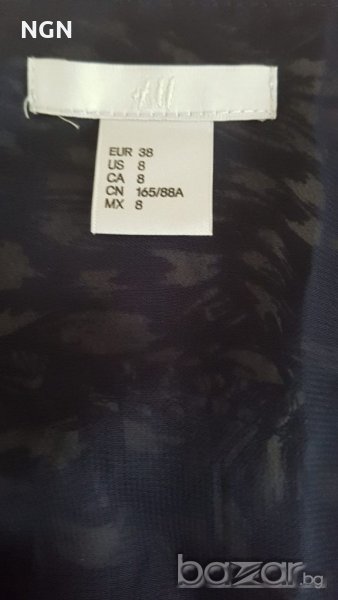 NGN
H&M
EUR 38
US 8
CA 8
CN 165/88A
MX 8
bazar.bg